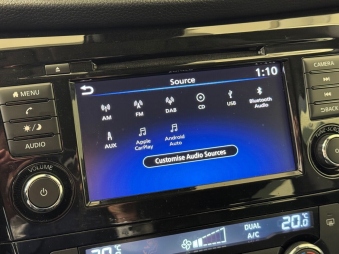 MENU
AUDIO
VOLUME
Source
1:10
AM
FM
DAB
CD
USB
Bluetooth
Audio
AUX
Apple
CarPlay
Android
Auto
Customise Audio Sources
CAMERA
BACK
20.0°C
DUAL
A/C
20.0